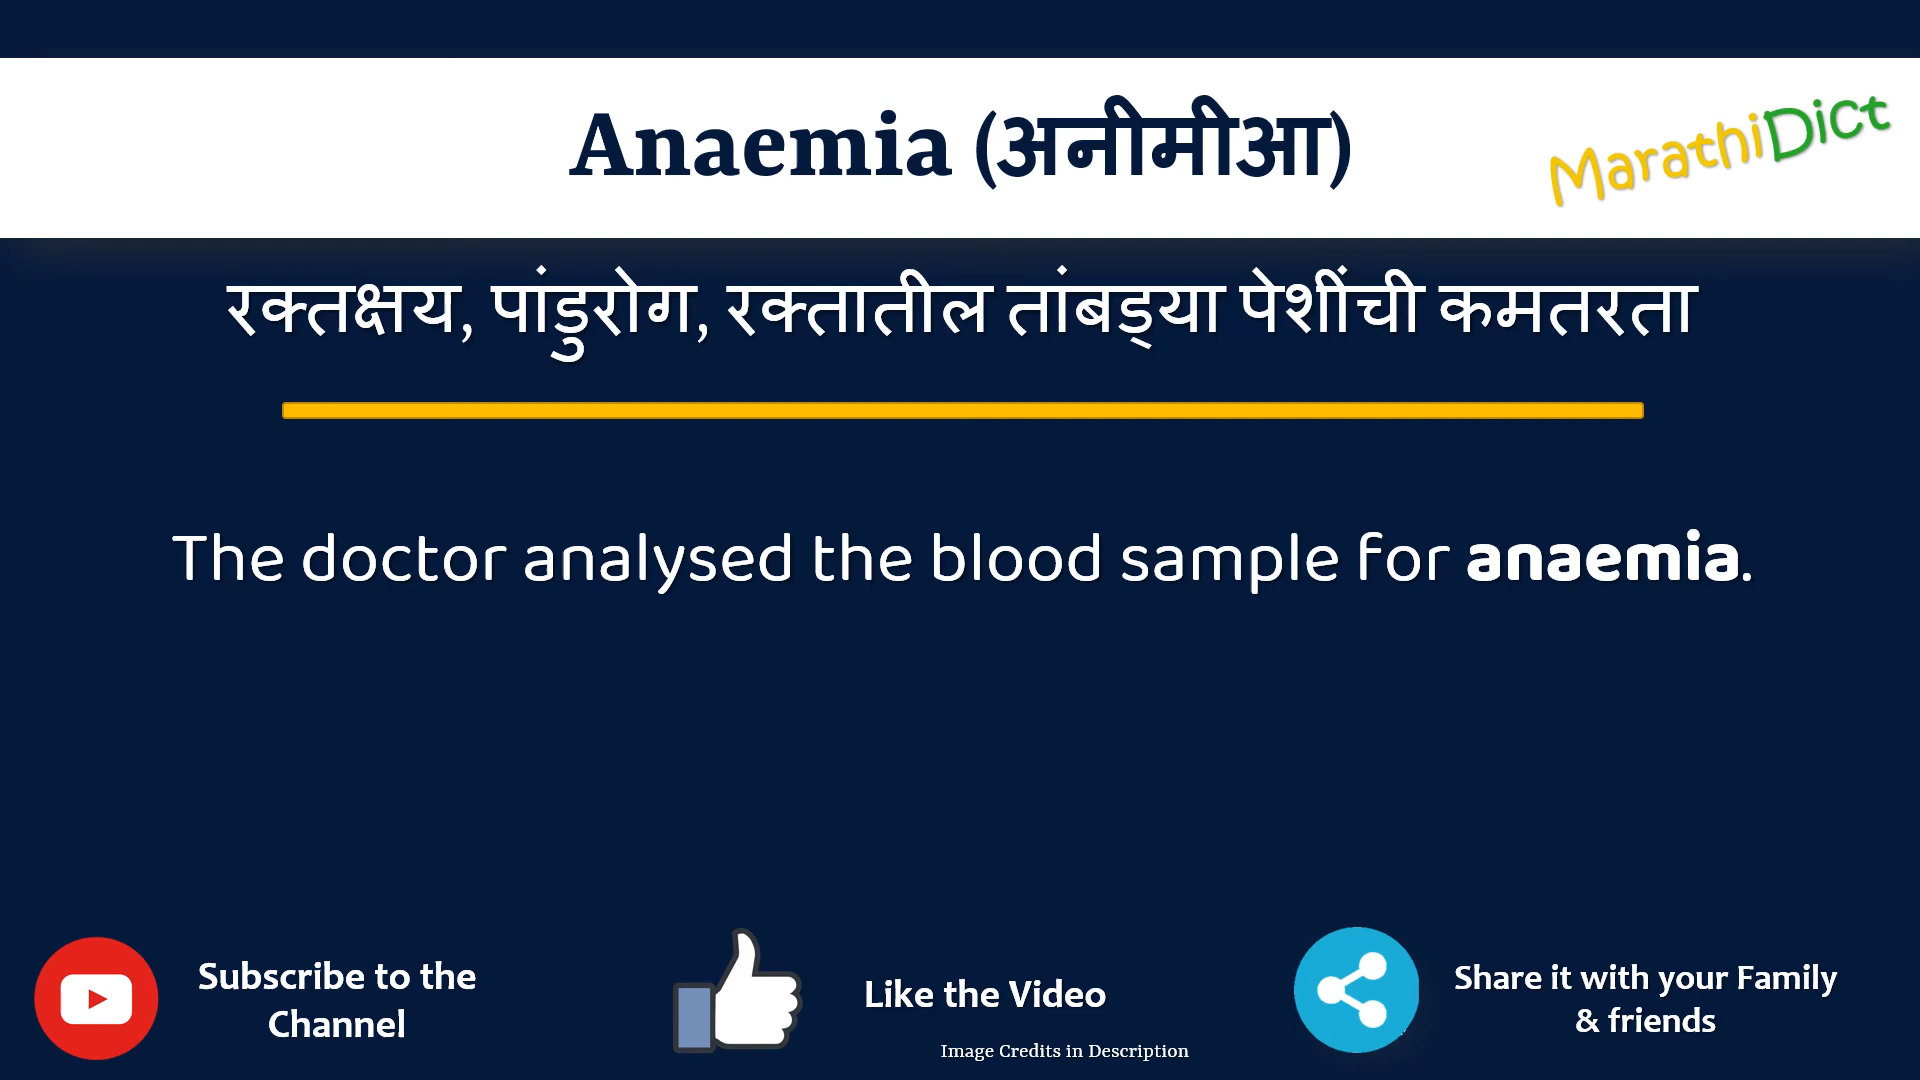 Anaemia (अनीमीआ)
MarathiDict
रक्तक्षय, पांडुरोग, रक्तातील तांबड्या पेशींची कमतरता
The doctor analysed the blood sample for anaemia.
Subscribe to the
Channel
Like the Video
Share it with your Family
& friends
Image Credits in Description